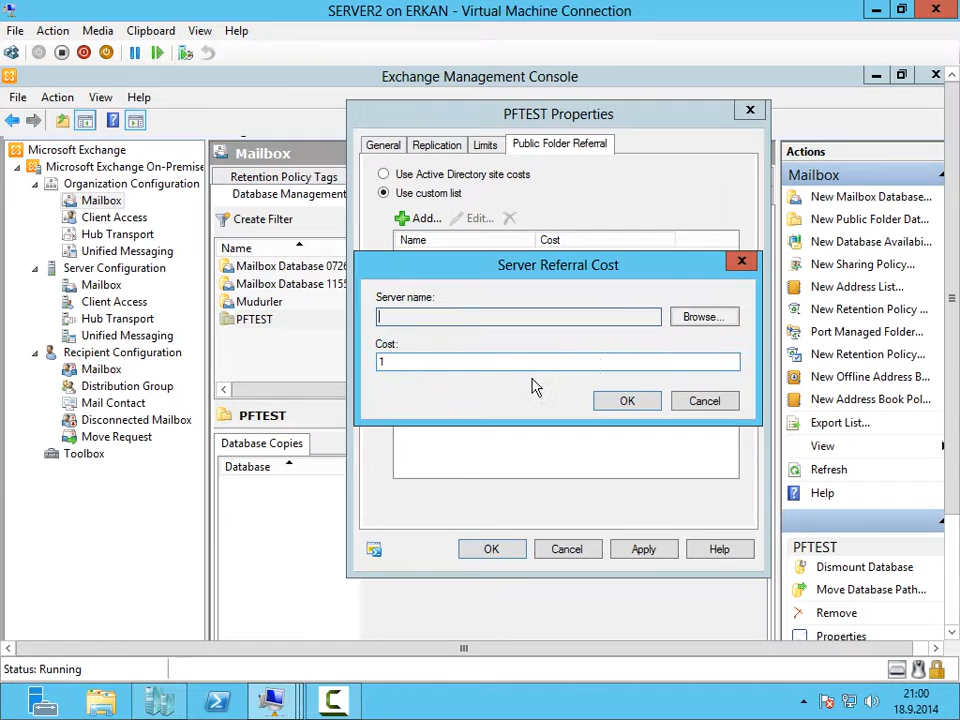 SERVER2 on ERKAN - Virtual Machine Connection
File Action Media Clipboard View Help
Exchange Management Console
File Action View Help
Microsoft Exchange
Microsoft Exchange On-Premise
Organization Configuration
Mailbox
Client Access
Hub Transport
Unified Messaging
Server Configuration
Mailbox
Client Access
Hub Transport
Unified Messaging
Recipient Configuration
Mailbox
Distribution Group
Mail Contact
Disconnected Mailbox
Move Request
Toolbox
Mailbox
Retention Policy Tags
Database Management
Create Filter
Name
Mailbox Database 0726
Mailbox Database 1155
Mudurler
PFTEST
PFTEST
Database Copies
Database
PFTEST Properties
General Replication Limits Public Folder Referral
Use Active Directory site costs
Use custom list
Add... Edit...
Name Cost
Server Referral Cost
Server name:
Browse...
Cost:
1
OK Cancel
OK Cancel Apply Help
Actions
Mailbox
New Mailbox Database...
New Public Folder Dat...
New Database Availabi...
New Sharing Policy...
New Address List...
New Retention Policy ...
Port Managed Folder...
New Retention Policy...
New Offline Address B...
New Address Book Pol...
Export List...
View
Refresh
Help
PFTEST
Dismount Database
Move Database Path...
Remove
Properties
Status: Running
21:00
18.9.2014